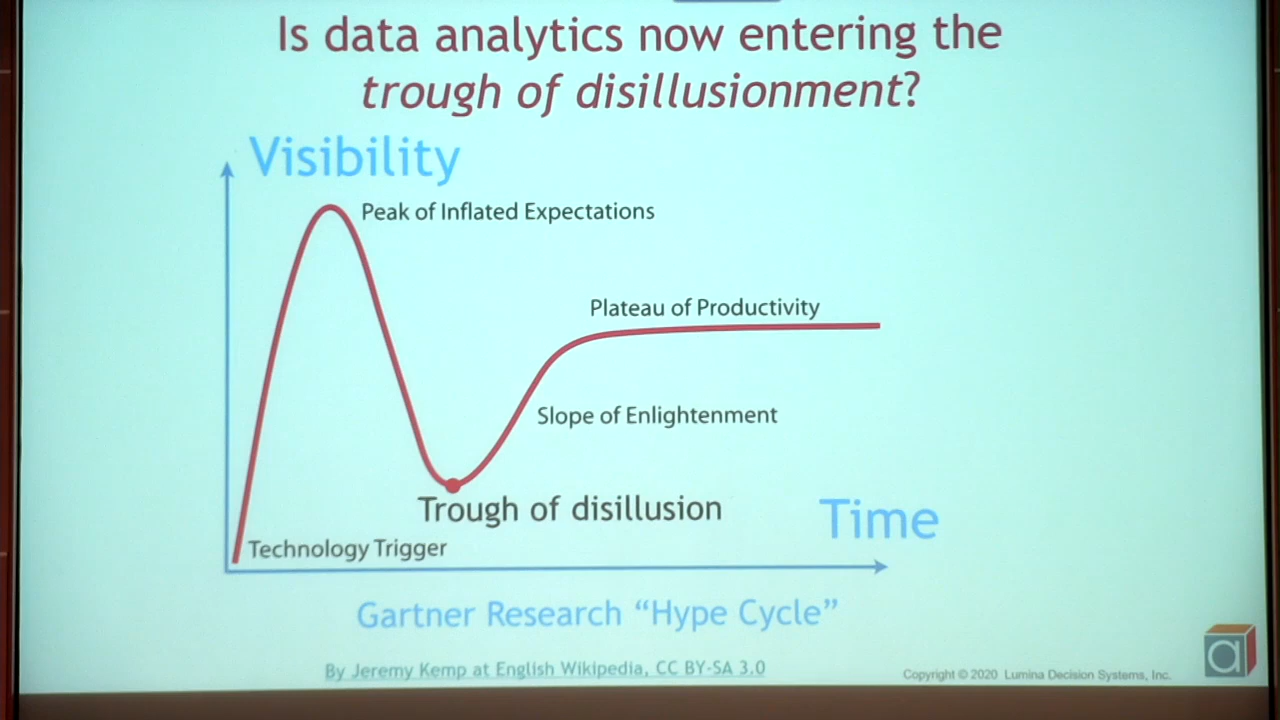 Is data analytics now entering the
trough of disillusionment?
Visibility
Peak of Inflated Expectations
Plateau of Productivity
Slope of Enlightenment
Trough of disillusion
Time
Technology Trigger
Gartner Research “Hype Cycle”
By Jeremy Kemp at English Wikipedia, CC BY-SA 3.0
Copyright © 2020 Lumina Decision Systems, Inc.
a